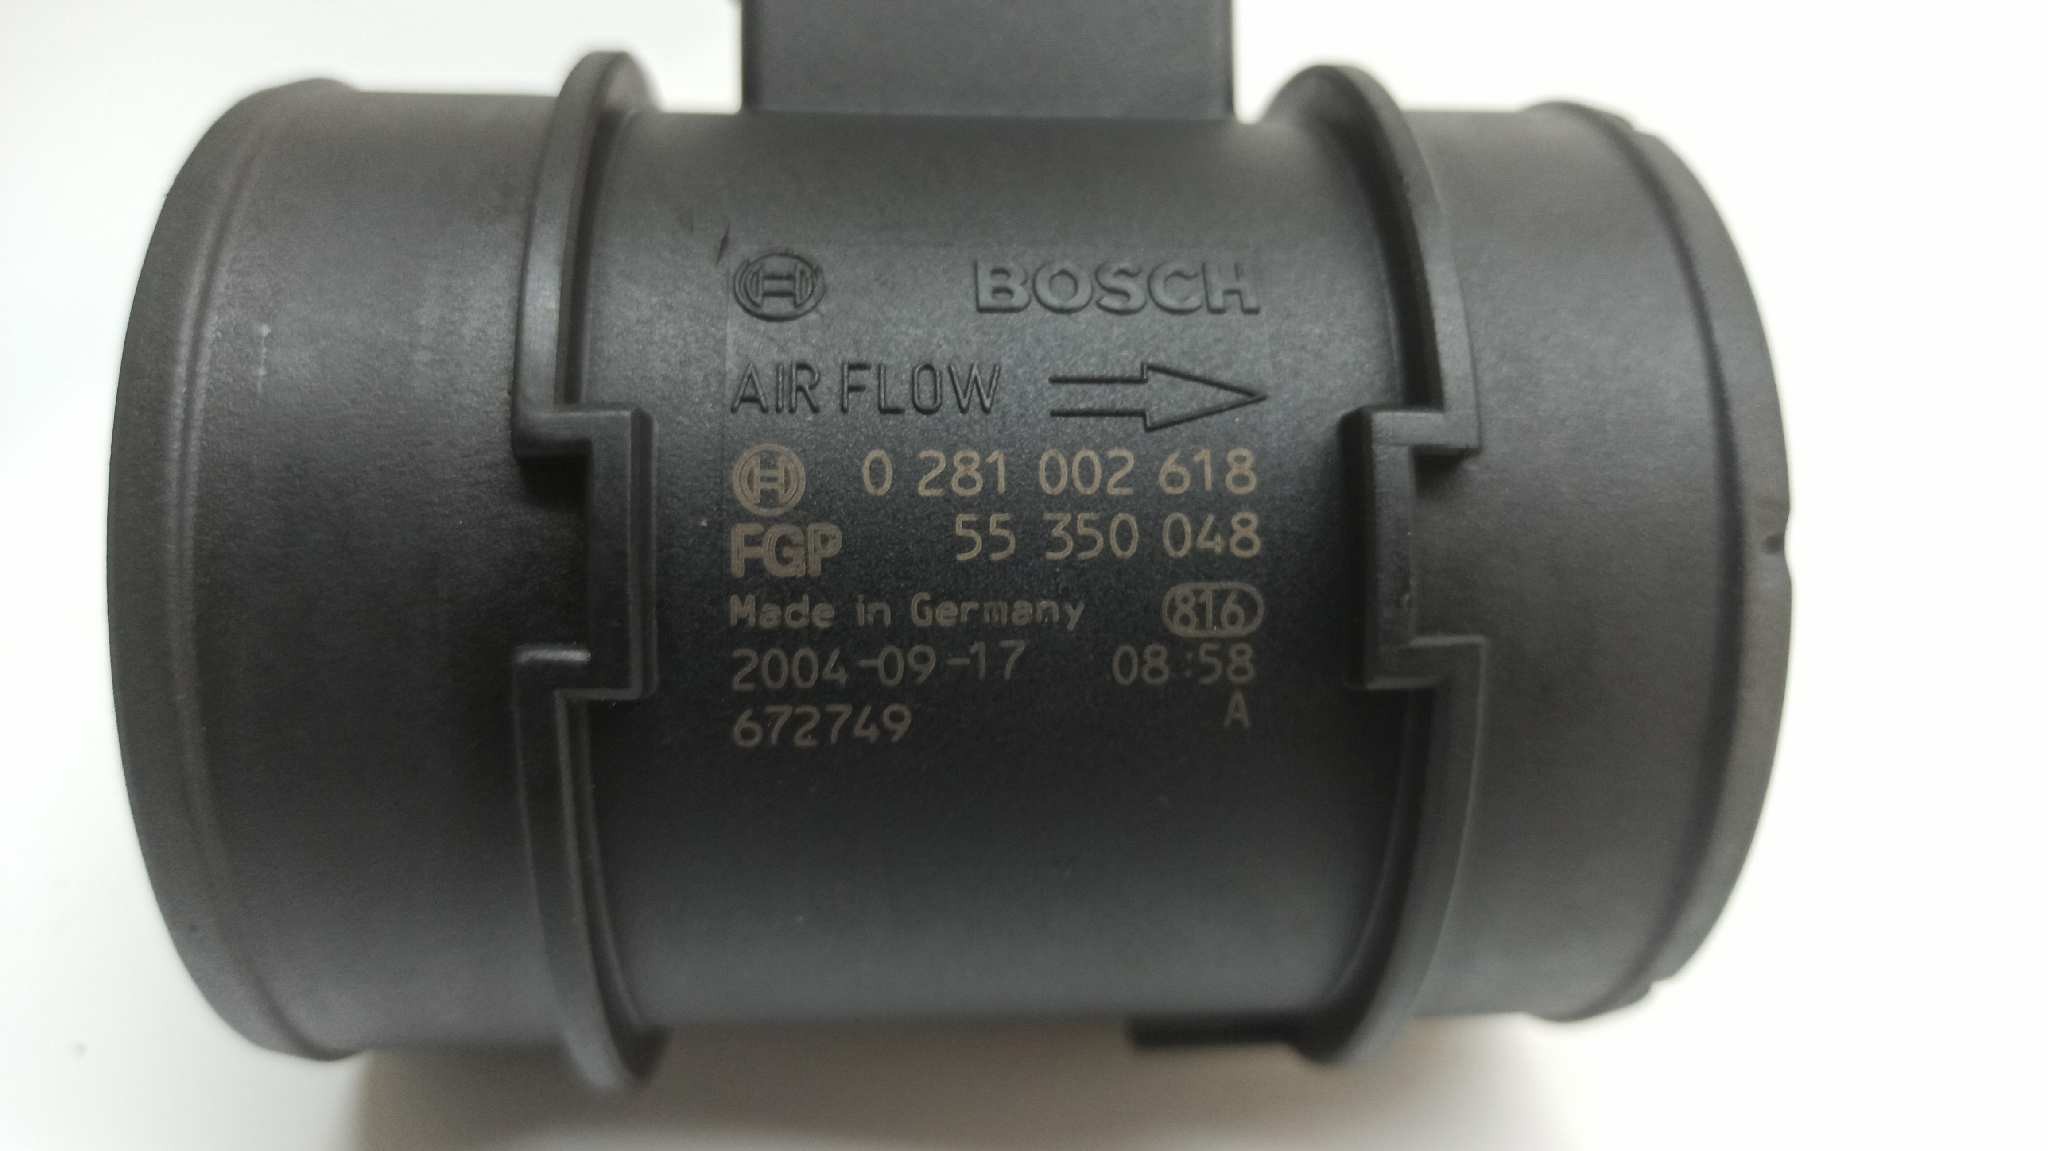 BOSCH
AIR FLOW
0 281 002 618
FGP 55 350 048
Made in Germany 816
2004-09-17 08:58
672749 A